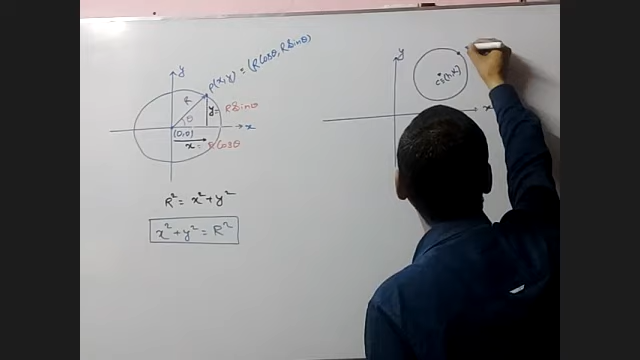 y
P(x,y) = (R Cosθ, R Sinθ)
R
θ
y = R Sinθ
(0,0)
x
x = R Cosθ
R² = x² + y²
x² + y² = R²
y
C(h,k)
x